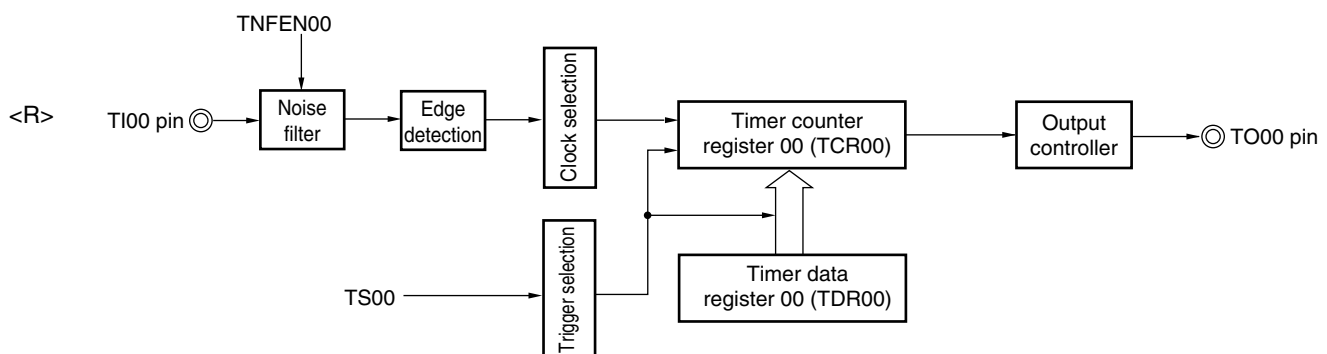 TNFEN00
<R>
TI00 pin
Noise
filter
Edge
detection
Clock selection
Timer counter
register 00 (TCR00)
Output
controller
TO00 pin
TS00
Trigger selection
Timer data
register 00 (TDR00)